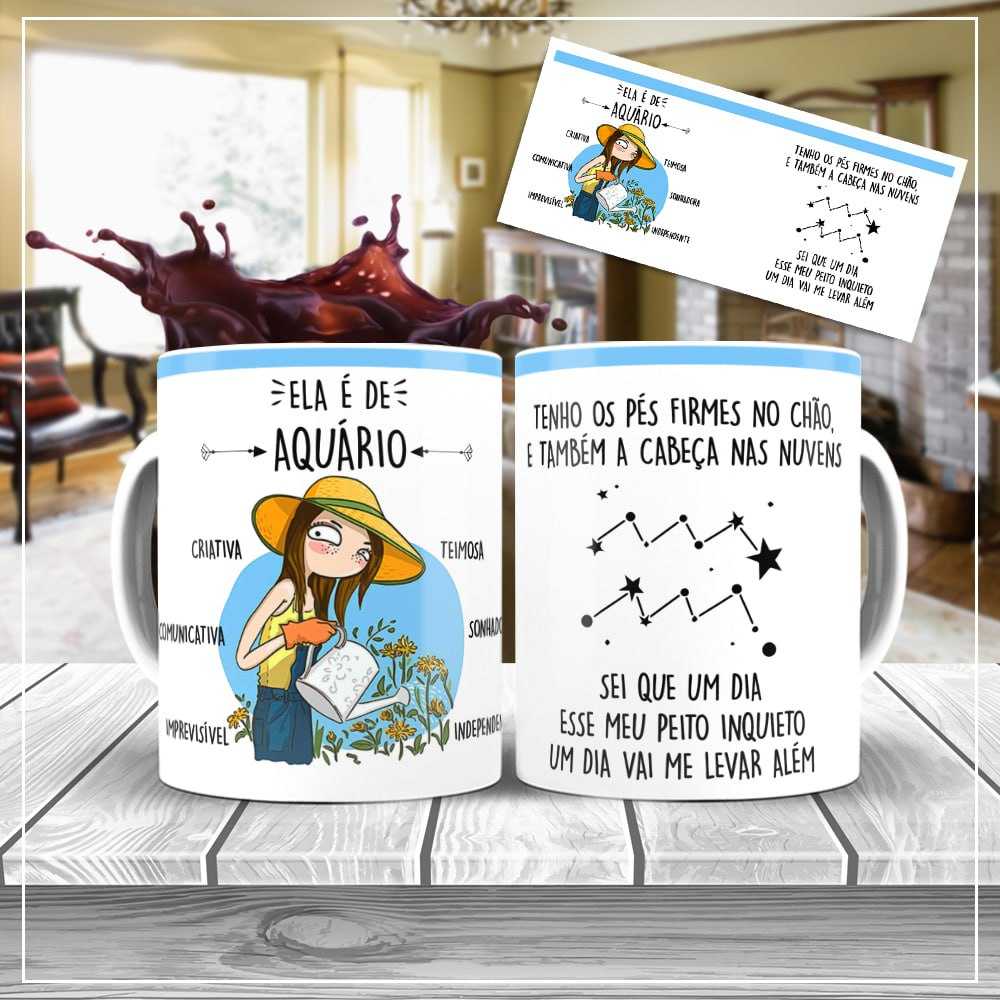 ELA É DE
AQUÁRIO
CRIATIVA
TEIMOSA
COMUNICATIVA
SONHADORA
IMPREVISÍVEL
INDEPENDENTE
TENHO OS PÉS FIRMES NO CHÃO,
E TAMBÉM A CABEÇA NAS NUVENS
SEI QUE UM DIA
ESSE MEU PEITO INQUIETO
UM DIA VAI ME LEVAR ALÉM
ELA É DE
AQUÁRIO
CRIATIVA
TEIMOSA
COMUNICATIVA
SONHADO
IMPREVISÍVEL
INDEPENDEN
TENHO OS PÉS FIRMES NO CHÃO,
E TAMBÉM A CABEÇA NAS NUVENS
SEI QUE UM DIA
ESSE MEU PEITO INQUIETO
UM DIA VAI ME LEVAR ALÉM